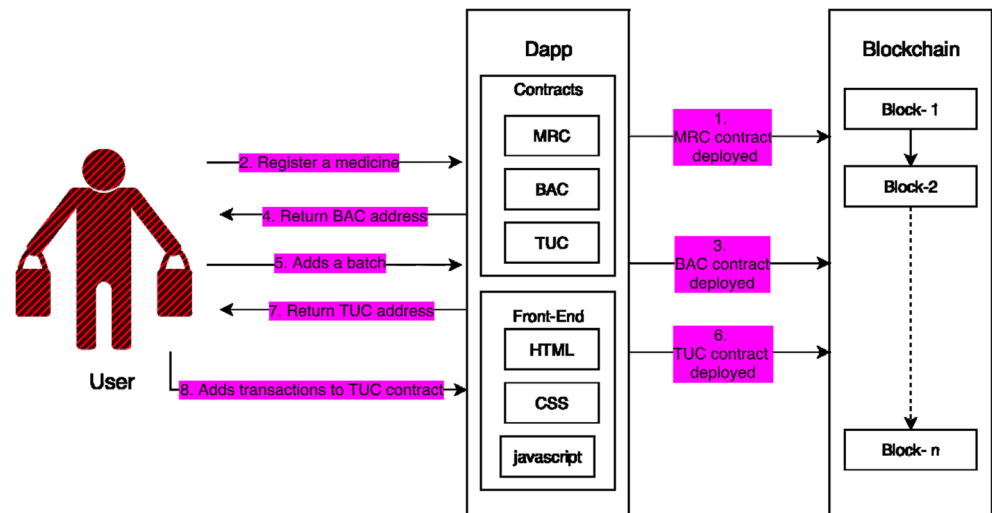 Dapp
Blockchain
Contracts
MRC
BAC
TUC
Front-End
HTML
CSS
javascript
Block- 1
Block-2
Block- n
1.
MRC contract
deployed
2. Register a medicine
3.
BAC contract
deployed
4. Return BAC address
5. Adds a batch
6.
TUC contract
deployed
7. Return TUC address
8. Adds transactions to TUC contract
User